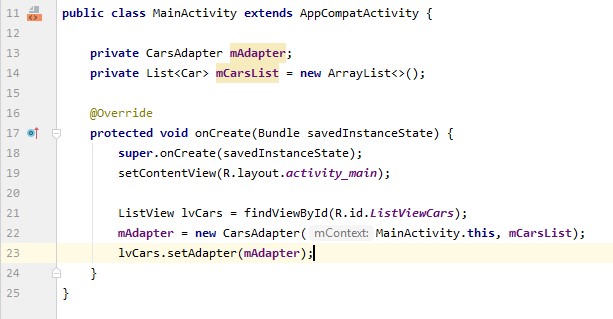 11 public class MainActivity extends AppCompatActivity {
12
13     private CarsAdapter mAdapter;
14     private List<Car> mCarsList = new ArrayList<>();
15
16     @Override
17     protected void onCreate(Bundle savedInstanceState) {
18         super.onCreate(savedInstanceState);
19         setContentView(R.layout.activity_main);
20
21         ListView lvCars = findViewById(R.id.ListViewCars);
22         mAdapter = new CarsAdapter( mContext: MainActivity.this, mCarsList);
23         lvCars.setAdapter(mAdapter);
24     }
25 }